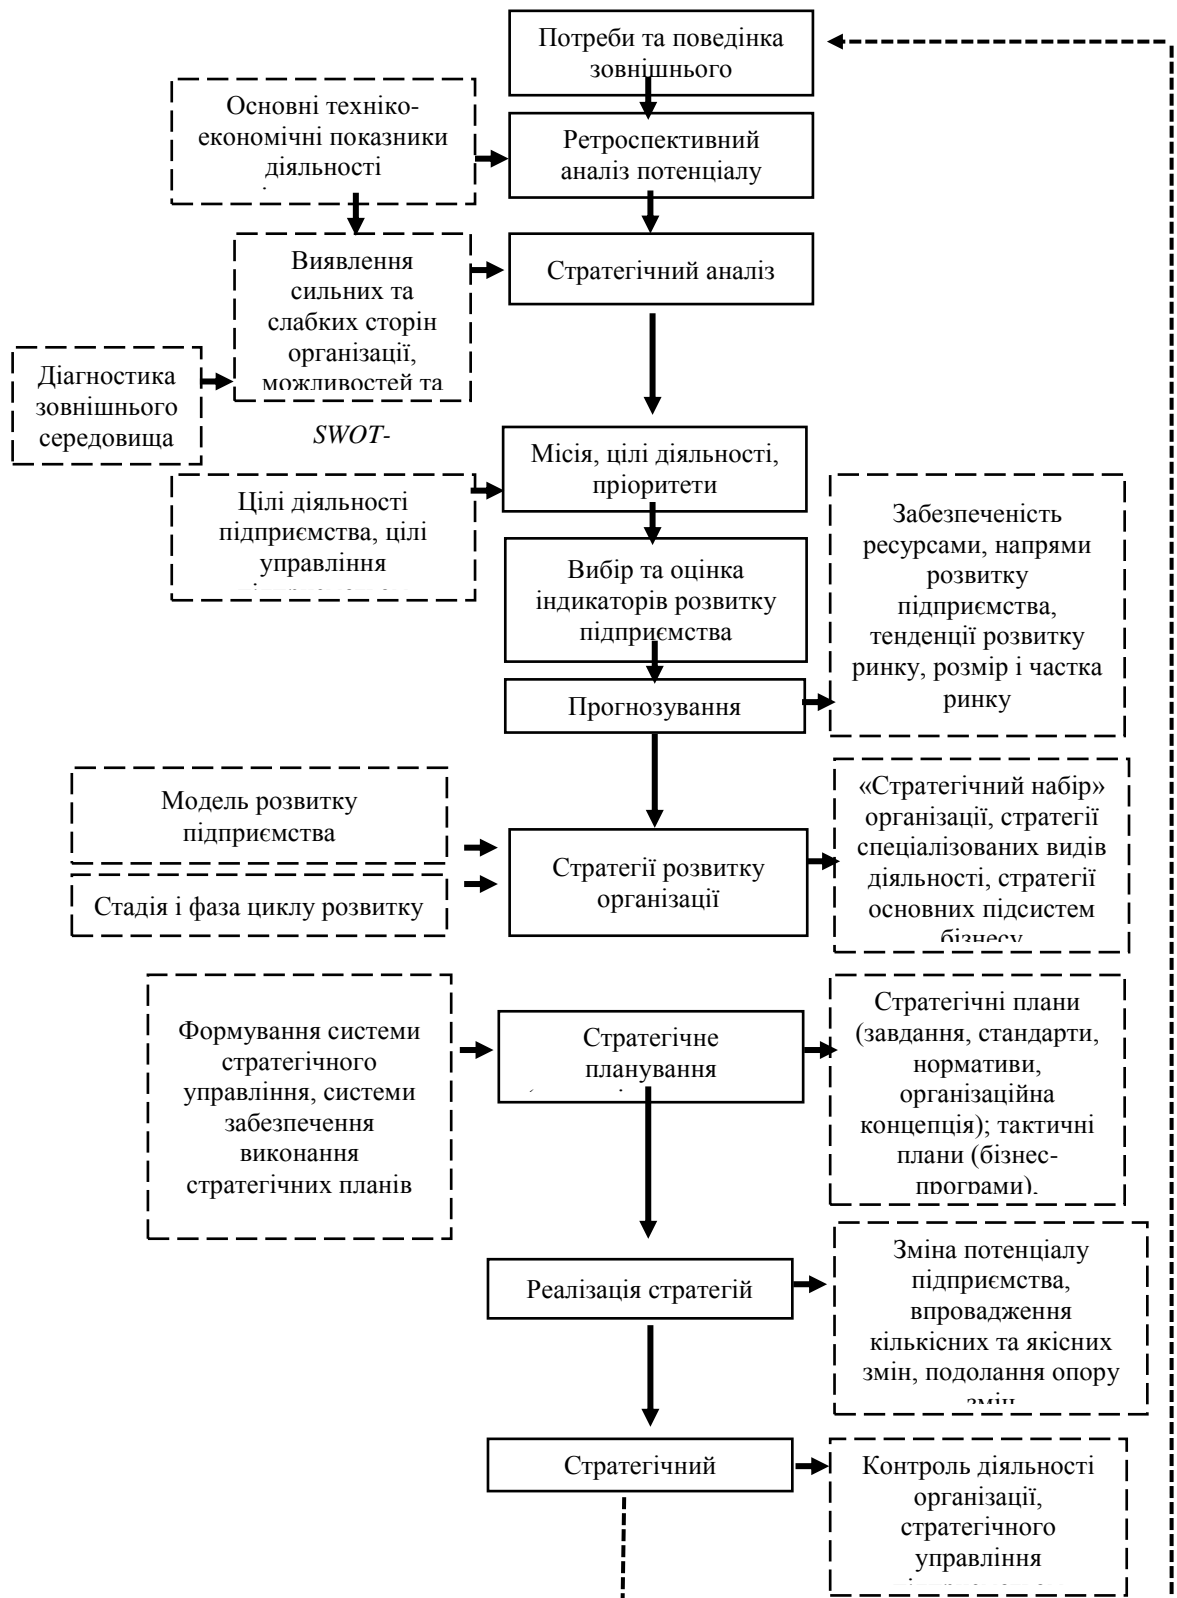 Потреби та поведінка
зовнішнього
Основні техніко-
економічні показники
діяльності
Ретроспективний
аналіз потенціалу
Виявлення
сильних та
слабких сторін
організації,
можливостей та
Стратегічний аналіз
Діагностика
зовнішнього
середовища
SWOT-
Місія, цілі діяльності,
пріоритети
Цілі діяльності
підприємства, цілі
управління
Вибір та оцінка
індикаторів розвитку
підприємства
Забезпеченість
ресурсами, напрями
розвитку
підприємства,
тенденції розвитку
ринку, розмір і частка
ринку
Прогнозування
Модель розвитку
підприємства
Стадія і фаза циклу розвитку
Стратегії розвитку
організації
«Стратегічний набір»
організації, стратегії
спеціалізованих видів
діяльності, стратегії
основних підсистем
бізнесу
Формування системи
стратегічного
управління, системи
забезпечення
виконання
стратегічних планів
Стратегічне
планування
Стратегічні плани
(завдання, стандарти,
нормативи,
організаційна
концепція); тактичні
плани (бізнес-
програми),
Реалізація стратегій
Зміна потенціалу
підприємства,
впровадження
кількісних та якісних
змін, подолання опору
змін
Стратегічний
Контроль діяльності
організації,
стратегічного
управління